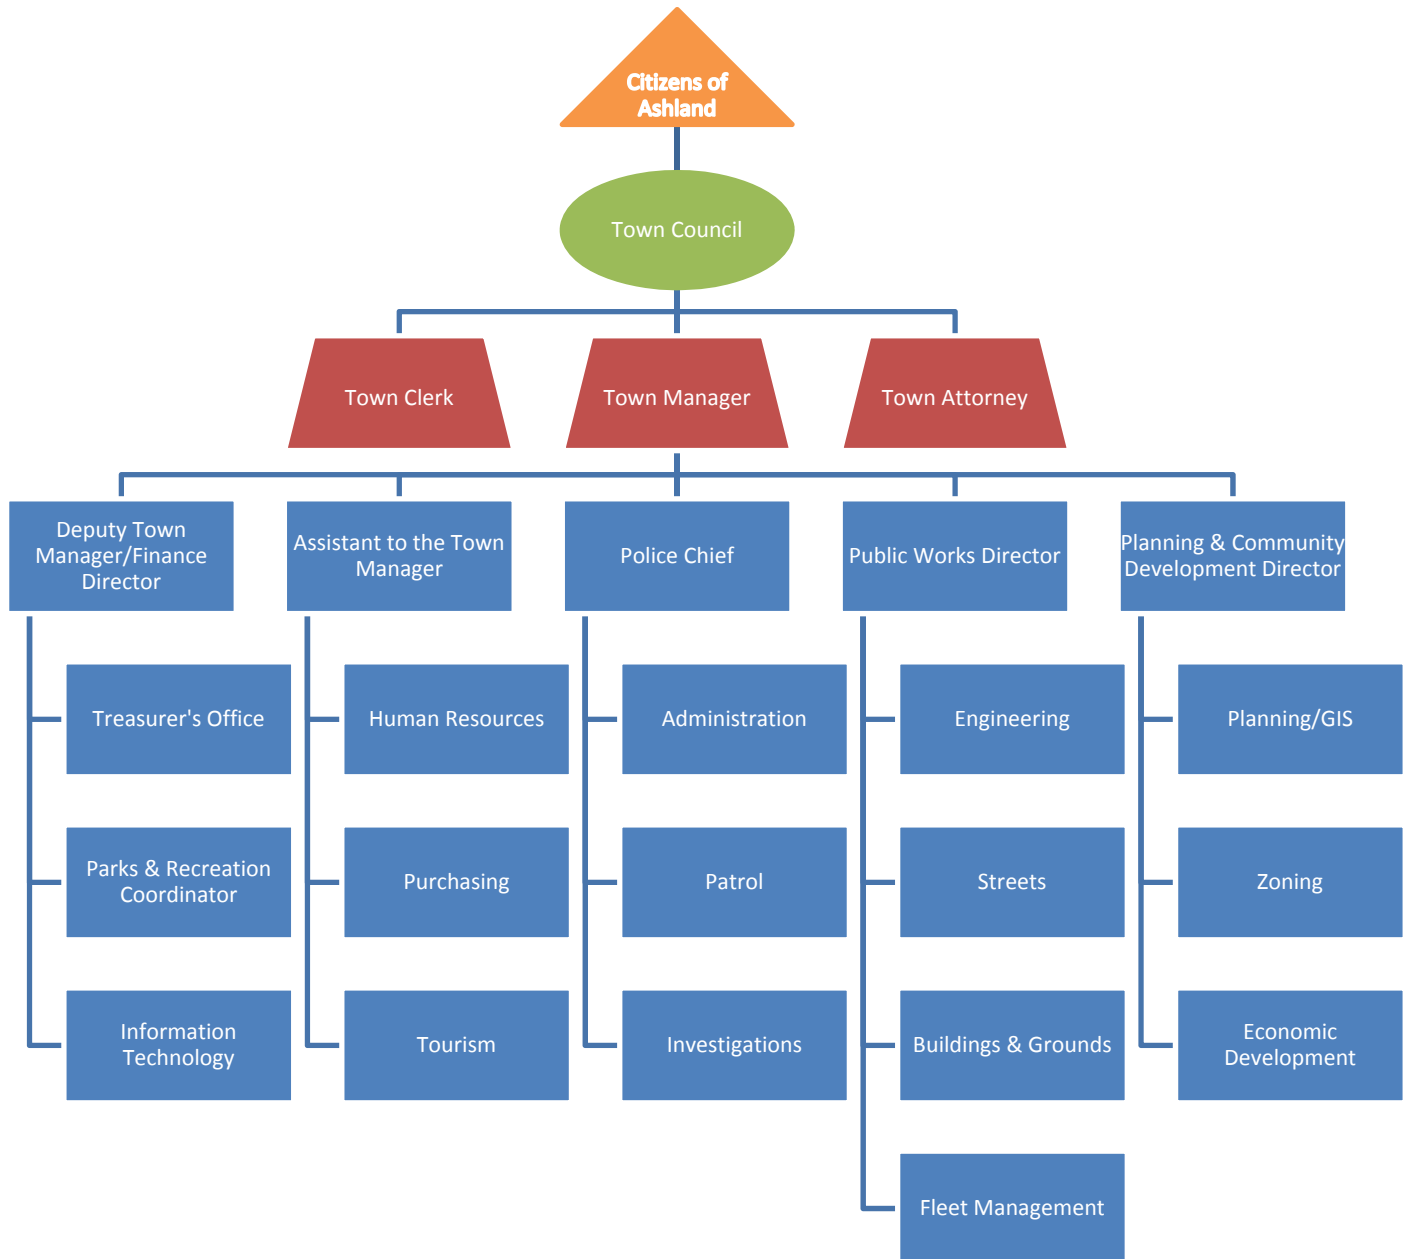 Citizens of
Ashland
Town Council
Town Clerk
Town Manager
Town Attorney
Deputy Town
Manager/Finance
Director
Assistant to the Town
Manager
Police Chief
Public Works Director
Planning & Community
Development Director
Treasurer's Office
Human Resources
Administration
Engineering
Planning/GIS
Parks & Recreation
Coordinator
Purchasing
Patrol
Streets
Zoning
Information
Technology
Tourism
Investigations
Buildings & Grounds
Economic
Development
Fleet Management